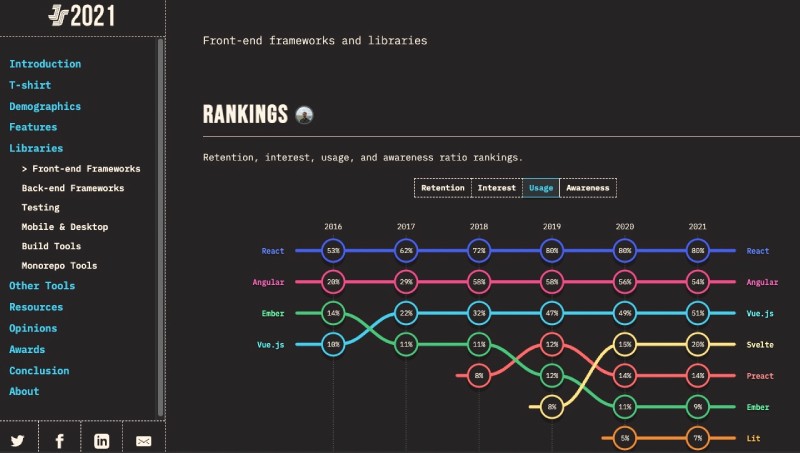 JS 2021
Introduction
T-shirt
Demographics
Features
Libraries
> Front-end Frameworks
Back-end Frameworks
Testing
Mobile & Desktop
Build Tools
Monorepo Tools
Other Tools
Resources
Opinions
Awards
Conclusion
About
Front-end frameworks and libraries
RANKINGS
Retention, interest, usage, and awareness ratio rankings.
Retention Interest Usage Awareness
2016 2017 2018 2019 2020 2021
React 53% 62% 72% 80% 80% 80% React
Angular 20% 29% 58% 58% 56% 54% Angular
Ember 14% 22% 32% 47% 49% 51% Vue.js
Vue.js 10% 11% 11% 12% 15% 20% Svelte
8% 12% 14% 14% Preact
8% 11% 9% Ember
5% 7% Lit